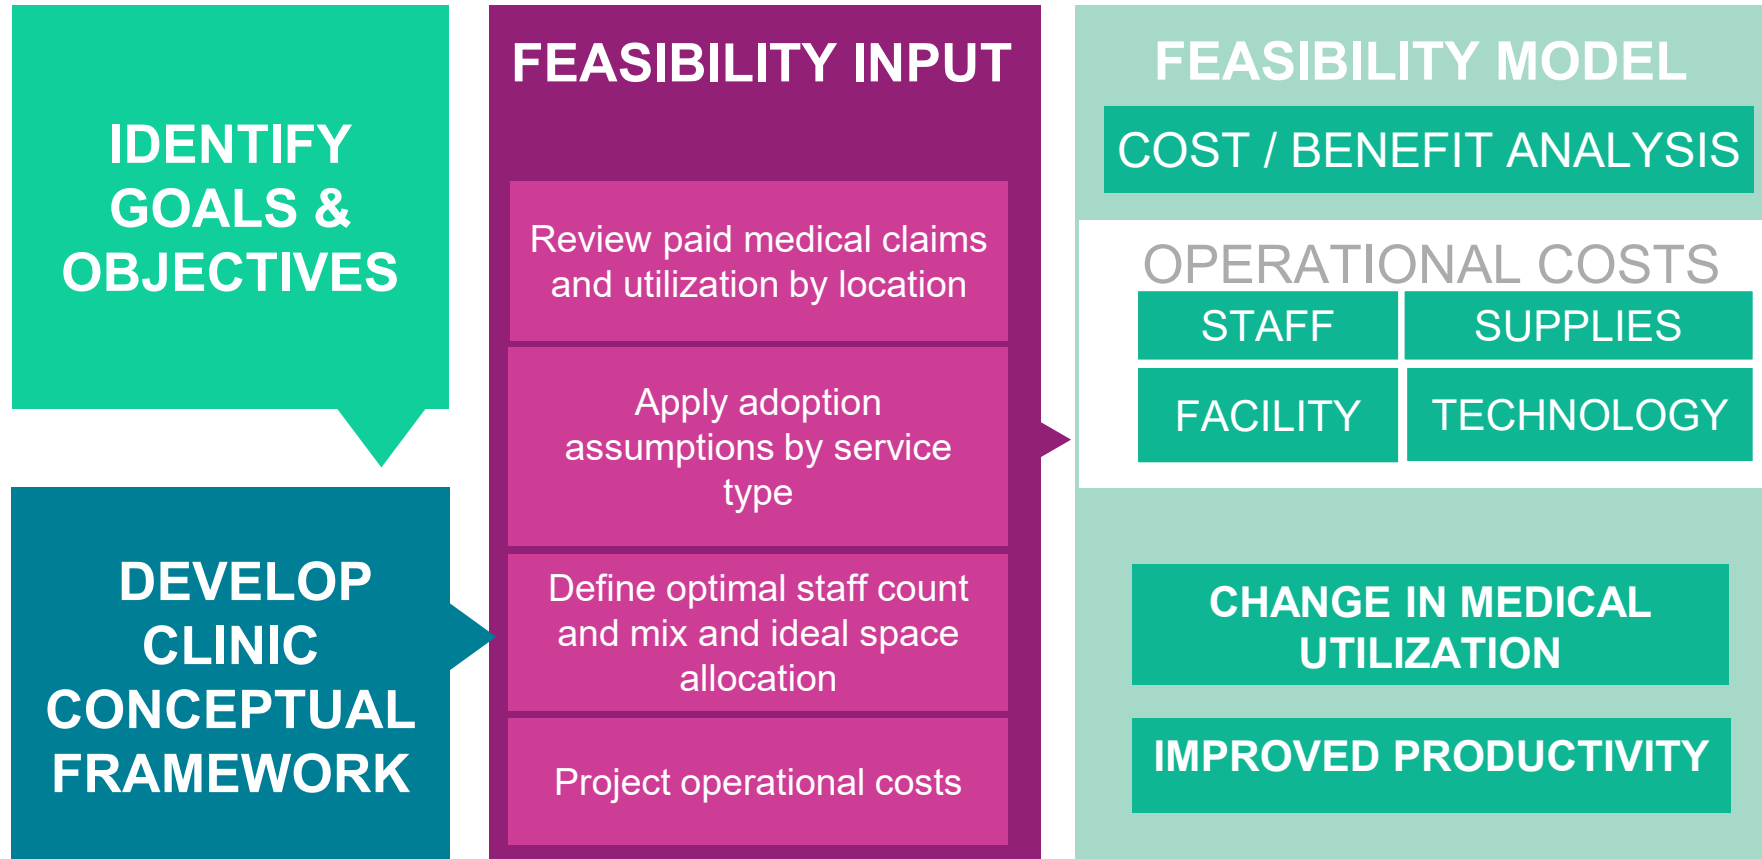 IDENTIFY
GOALS &
OBJECTIVES
DEVELOP
CLINIC
CONCEPTUAL
FRAMEWORK
FEASIBILITY INPUT
Review paid medical claims
and utilization by location
Apply adoption
assumptions by service
type
Define optimal staff count
and mix and ideal space
allocation
Project operational costs
FEASIBILITY MODEL
COST / BENEFIT ANALYSIS
OPERATIONAL COSTS
STAFF
SUPPLIES
FACILITY
TECHNOLOGY
CHANGE IN MEDICAL
UTILIZATION
IMPROVED PRODUCTIVITY